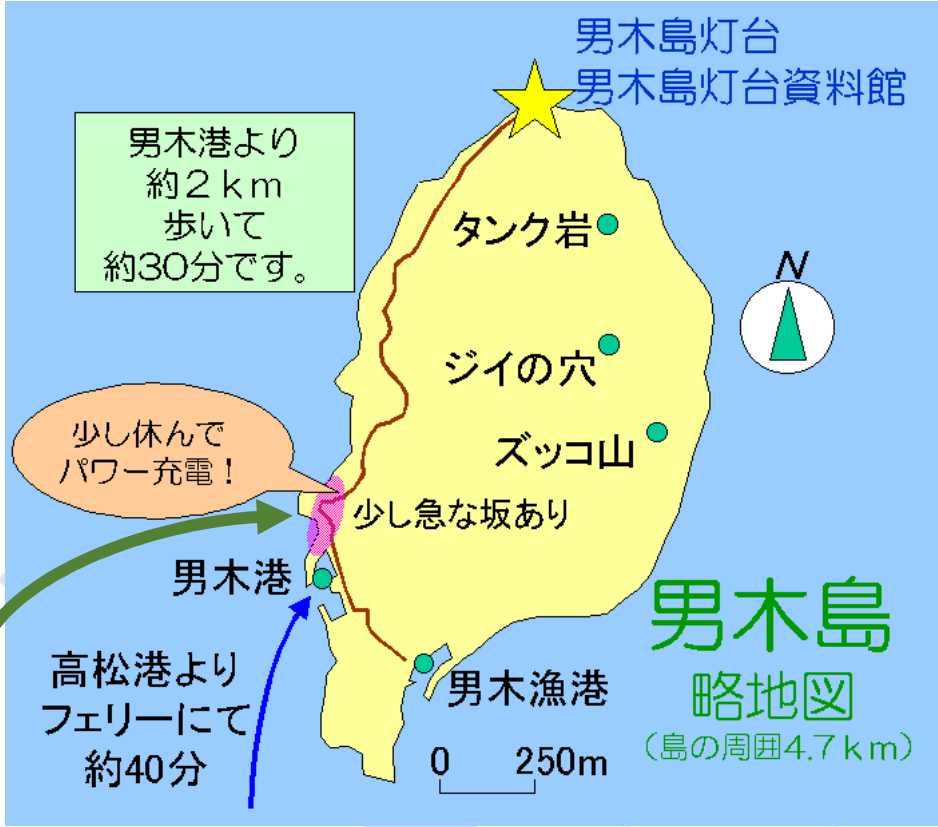 男木島灯台
男木島灯台資料館
男木港より
約2km
歩いて
約30分です。
タンク岩
N
ジイの穴
少し休んで
パワー充電！
ズッコ山
少し急な坂あり
男木港
男木島
略地図
（島の周囲4.7km）
高松港より
フェリーにて
約40分
男木漁港
0 250m